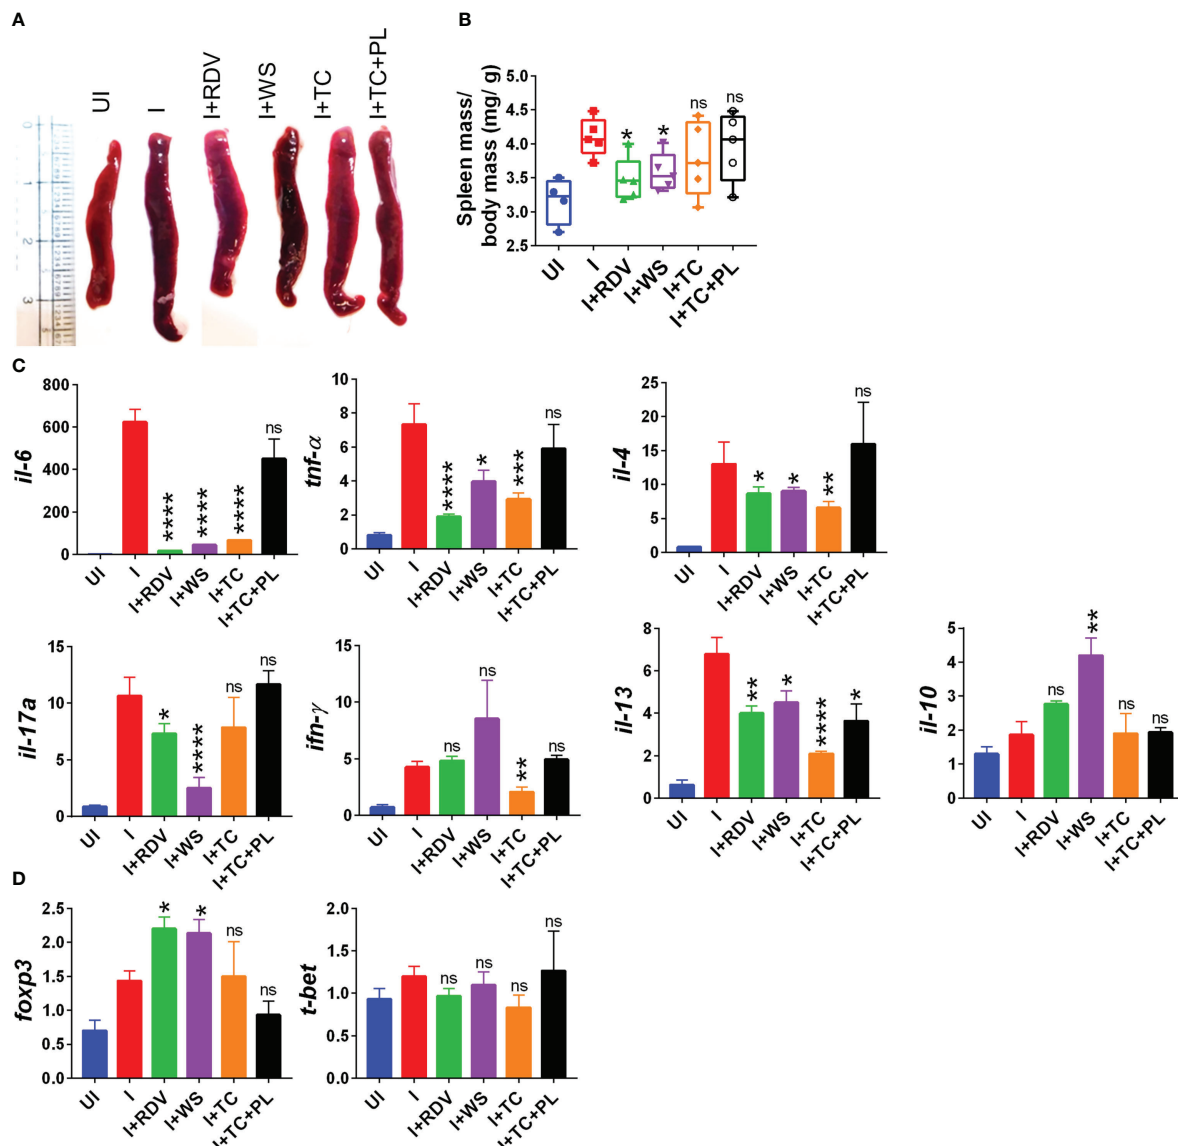 A
UI
I
I+RDV
I+WS
I+TC
I+TC+PL
0
1
2
3
B
Spleen mass/
body mass (mg/ g)
5.0
4.5
4.0
3.5
3.0
2.5
*
*
ns
ns
UI
I
I+RDV
I+WS
I+TC
I+TC+PL
C
il-6
800
600
400
200
0
****
****
****
ns
UI
I
I+RDV
I+WS
I+TC
I+TC+PL
tnf-α
10
8
6
4
2
0
****
*
***
ns
UI
I
I+RDV
I+WS
I+TC
I+TC+PL
il-4
25
20
15
10
5
0
*
*
**
ns
UI
I
I+RDV
I+WS
I+TC
I+TC+PL
il-17a
15
10
5
0
*
****
ns
ns
UI
I
I+RDV
I+WS
I+TC
I+TC+PL
ifn-γ
15
10
5
0
ns
ns
**
ns
UI
I
I+RDV
I+WS
I+TC
I+TC+PL
il-13
8
6
4
2
0
**
*
****
*
UI
I
I+RDV
I+WS
I+TC
I+TC+PL
il-10
5
4
3
2
1
0
ns
**
ns
ns
UI
I
I+RDV
I+WS
I+TC
I+TC+PL
D
foxp3
2.5
2.0
1.5
1.0
0.5
0.0
*
*
ns
ns
UI
I
I+RDV
I+WS
I+TC
I+TC+PL
t-bet
2.0
1.5
1.0
0.5
0.0
ns
ns
ns
ns
UI
I
I+RDV
I+WS
I+TC
I+TC+PL